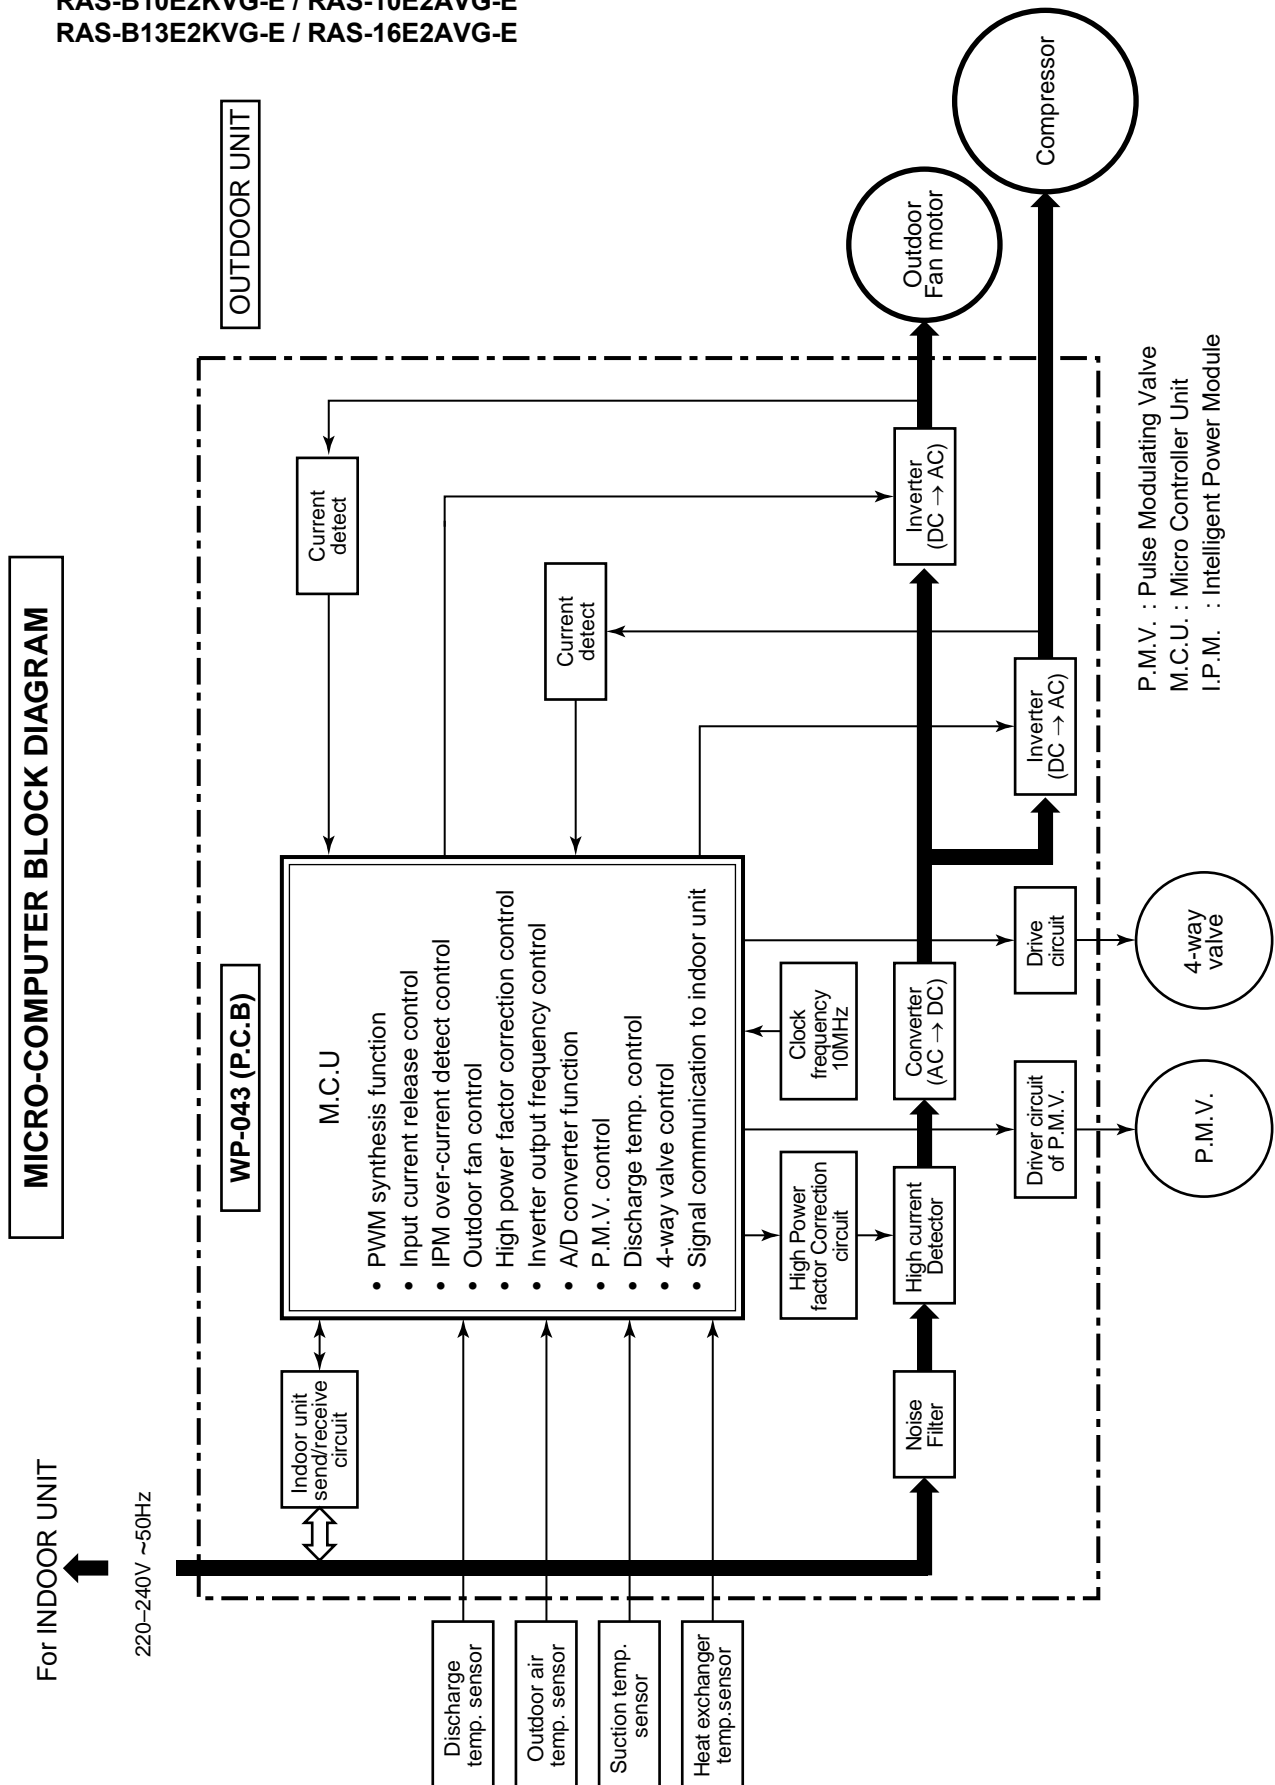 RAS-B10E2KVG-E / RAS-10E2AVG-E
RAS-B13E2KVG-E / RAS-16E2AVG-E
MICRO-COMPUTER BLOCK DIAGRAM
For INDOOR UNIT
220–240V ~50Hz
WP-043 (P.C.B)
OUTDOOR UNIT
Indoor unit
send/receive
circuit
M.C.U
• PWM synthesis function
• Input current release control
• IPM over-current detect control
• Outdoor fan control
• High power factor correction control
• Inverter output frequency control
• A/D converter function
• P.M.V. control
• Discharge temp. control
• 4-way valve control
• Signal communication to indoor unit
Current
detect
Current
detect
Discharge
temp. sensor
Outdoor air
temp. sensor
Suction temp.
sensor
Heat exchanger
temp.sensor
High Power
factor Correction
circuit
Clock
frequency
10MHz
Noise
Filter
High current
Detector
Converter
(AC → DC)
Inverter
(DC → AC)
Outdoor
Fan motor
Driver circuit
of P.M.V.
Drive
circuit
Inverter
(DC → AC)
Compressor
P.M.V.
4-way
valve
P.M.V. : Pulse Modulating Valve
M.C.U. : Micro Controller Unit
I.P.M. : Intelligent Power Module